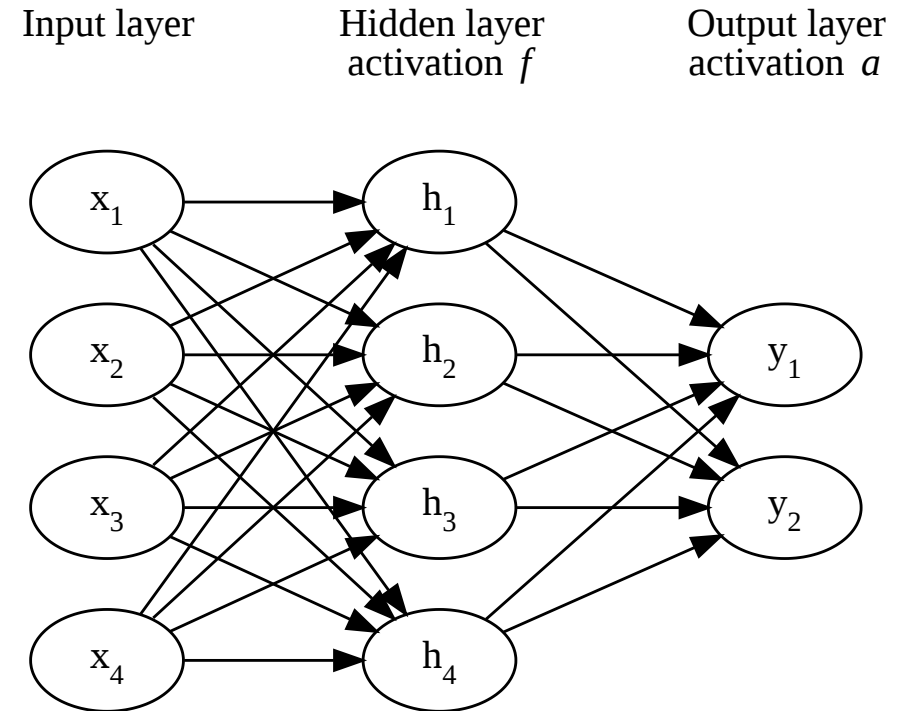 Input layer
Hidden layer
activation f
Output layer
activation a
x1
h1
x2
h2
y1
x3
h3
y2
x4
h4